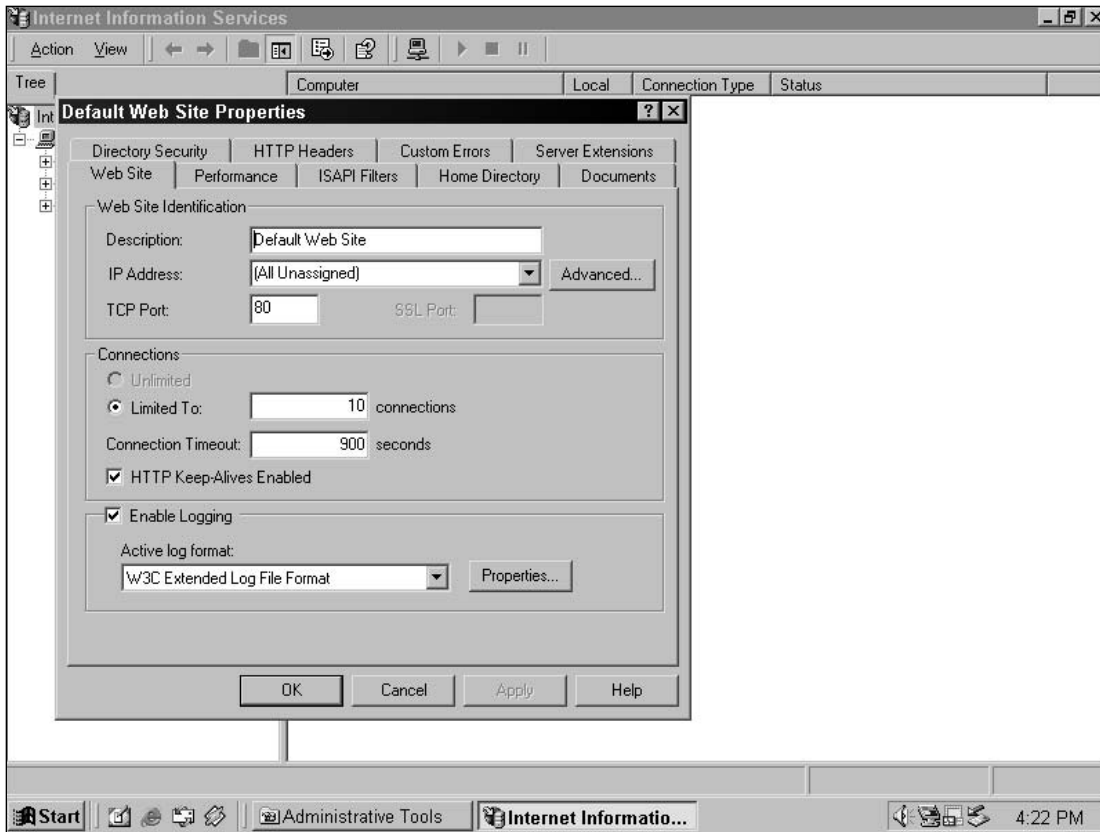 Internet Information Services
Action View
Tree
Computer Local Connection Type Status
Int
Default Web Site Properties
Directory Security HTTP Headers Custom Errors Server Extensions
Web Site Performance ISAPI Filters Home Directory Documents
Web Site Identification
Description: Default Web Site
IP Address: (All Unassigned) Advanced...
TCP Port: 80 SSL Port:
Connections
Unlimited
Limited To: 10 connections
Connection Timeout: 900 seconds
HTTP Keep-Alives Enabled
Enable Logging
Active log format:
W3C Extended Log File Format Properties...
OK Cancel Apply Help
Start Administrative Tools Internet Informatio... 4:22 PM